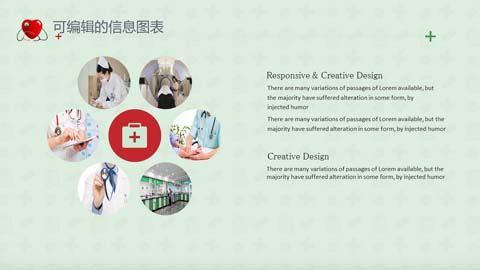 可编辑的信息图表
Responsive & Creative Design
There are many variations of passages of Lorem available, but
the majority have suffered alteration in some form, by
injected humor
There are many variations of passages of Lorem available, but the
majority have suffered alteration in some form, by injected humor
Creative Design
There are many variations of passages of Lorem available, but the
majority have suffered alteration in some form, by injected humor